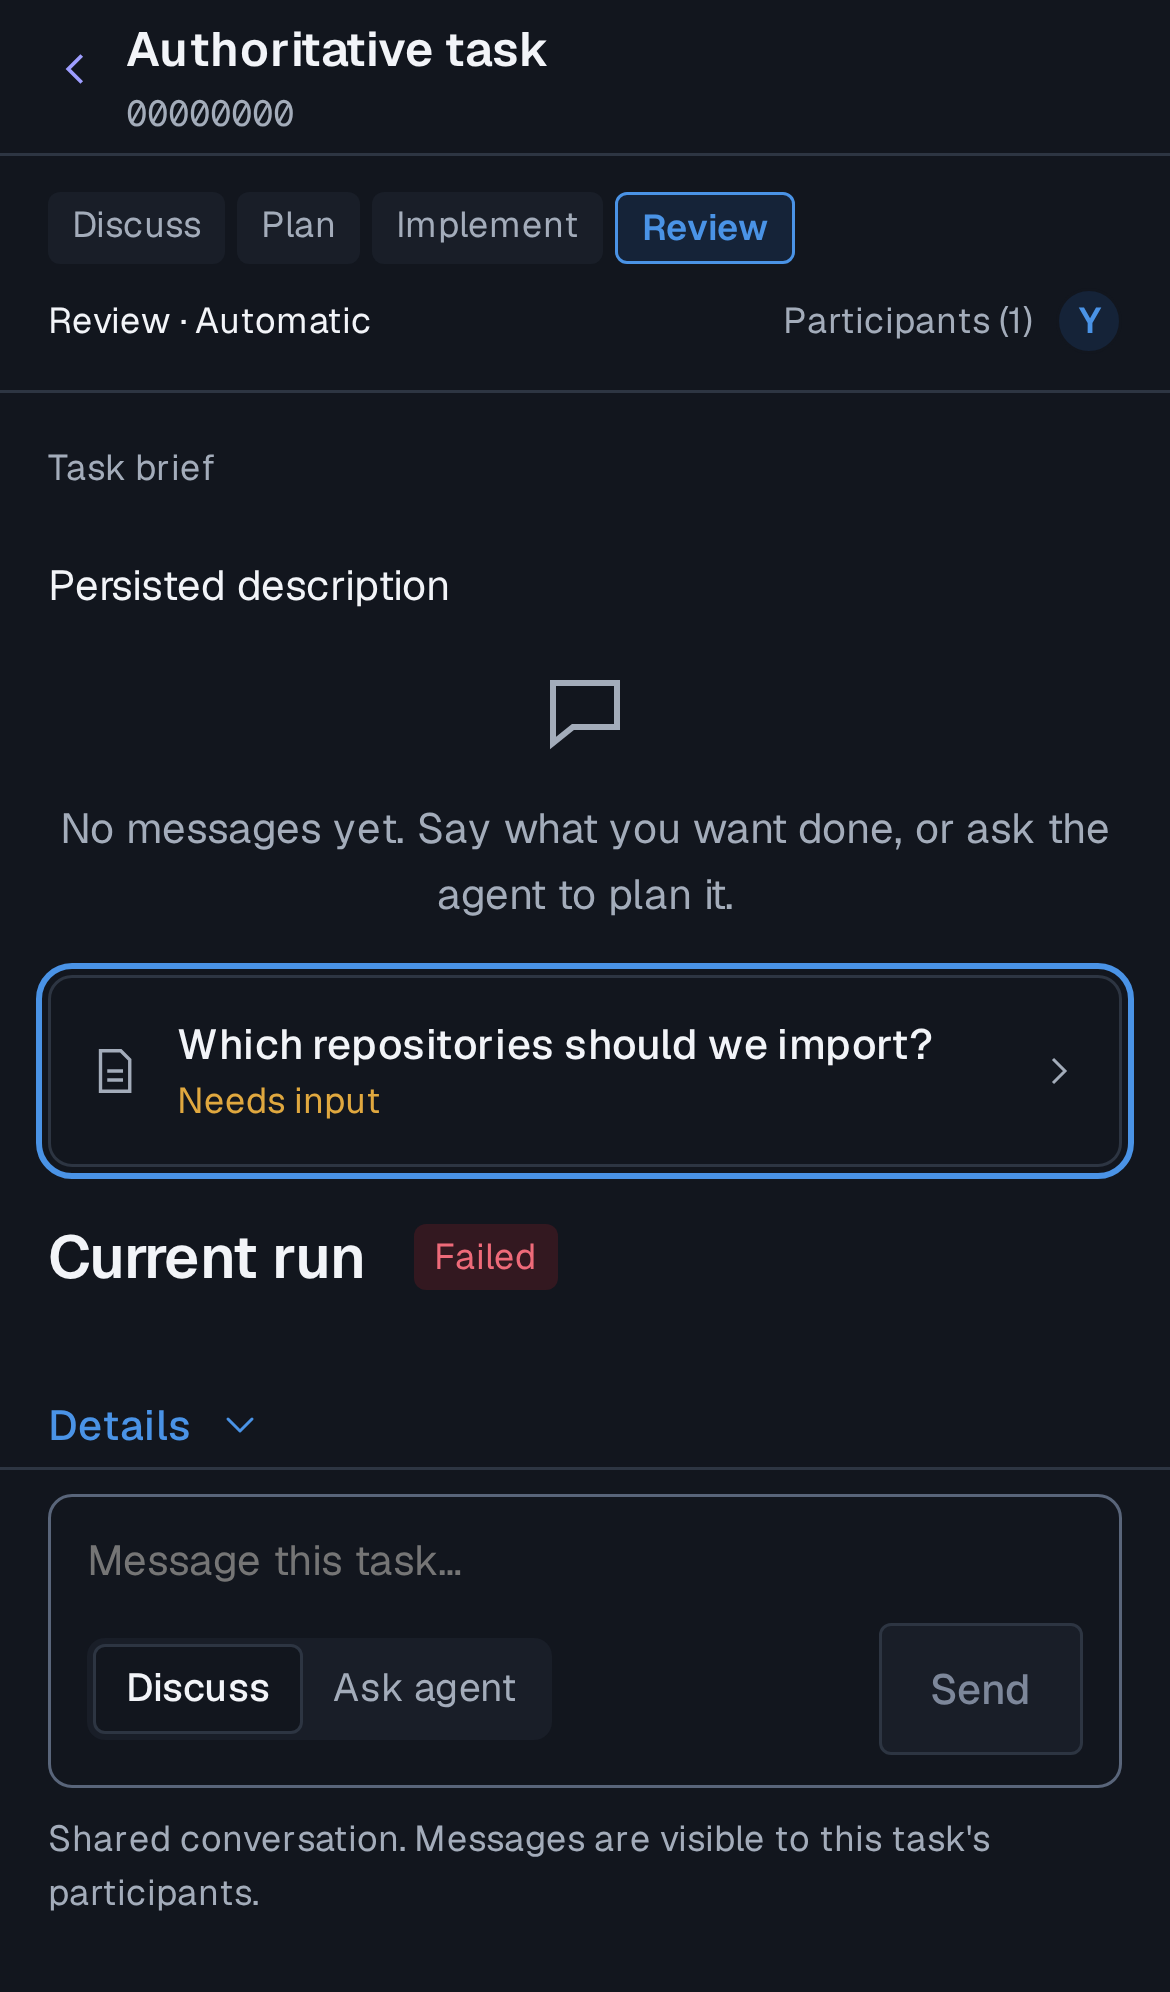 Authoritative task
00000000
Discuss Plan Implement Review
Review · Automatic Participants (1) Y
Task brief
Persisted description
No messages yet. Say what you want done, or ask the
agent to plan it.
Which repositories should we import?
Needs input
Current run Failed
Details
Message this task…
Discuss Ask agent Send
Shared conversation. Messages are visible to this task's
participants.